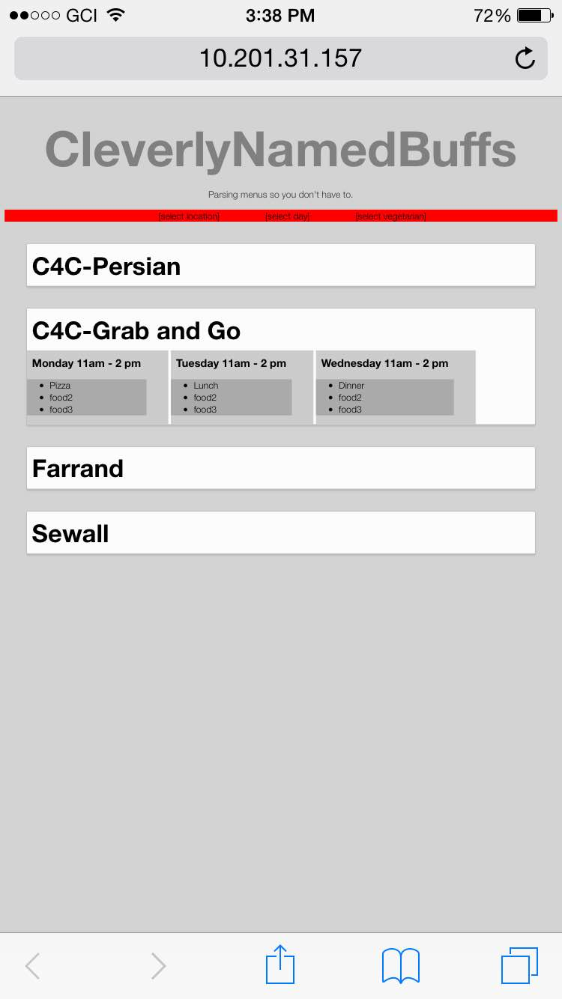 GCI 3:38 PM 72%
10.201.31.157
CleverlyNamedBuffs
Parsing menus so you don't have to.
[select location] [select day] [select vegetarian]
C4C-Persian
C4C-Grab and Go
Monday 11am - 2 pm Tuesday 11am - 2 pm Wednesday 11am - 2 pm
• Pizza • Lunch • Dinner
• food2 • food2 • food2
• food3 • food3 • food3
Farrand
Sewall